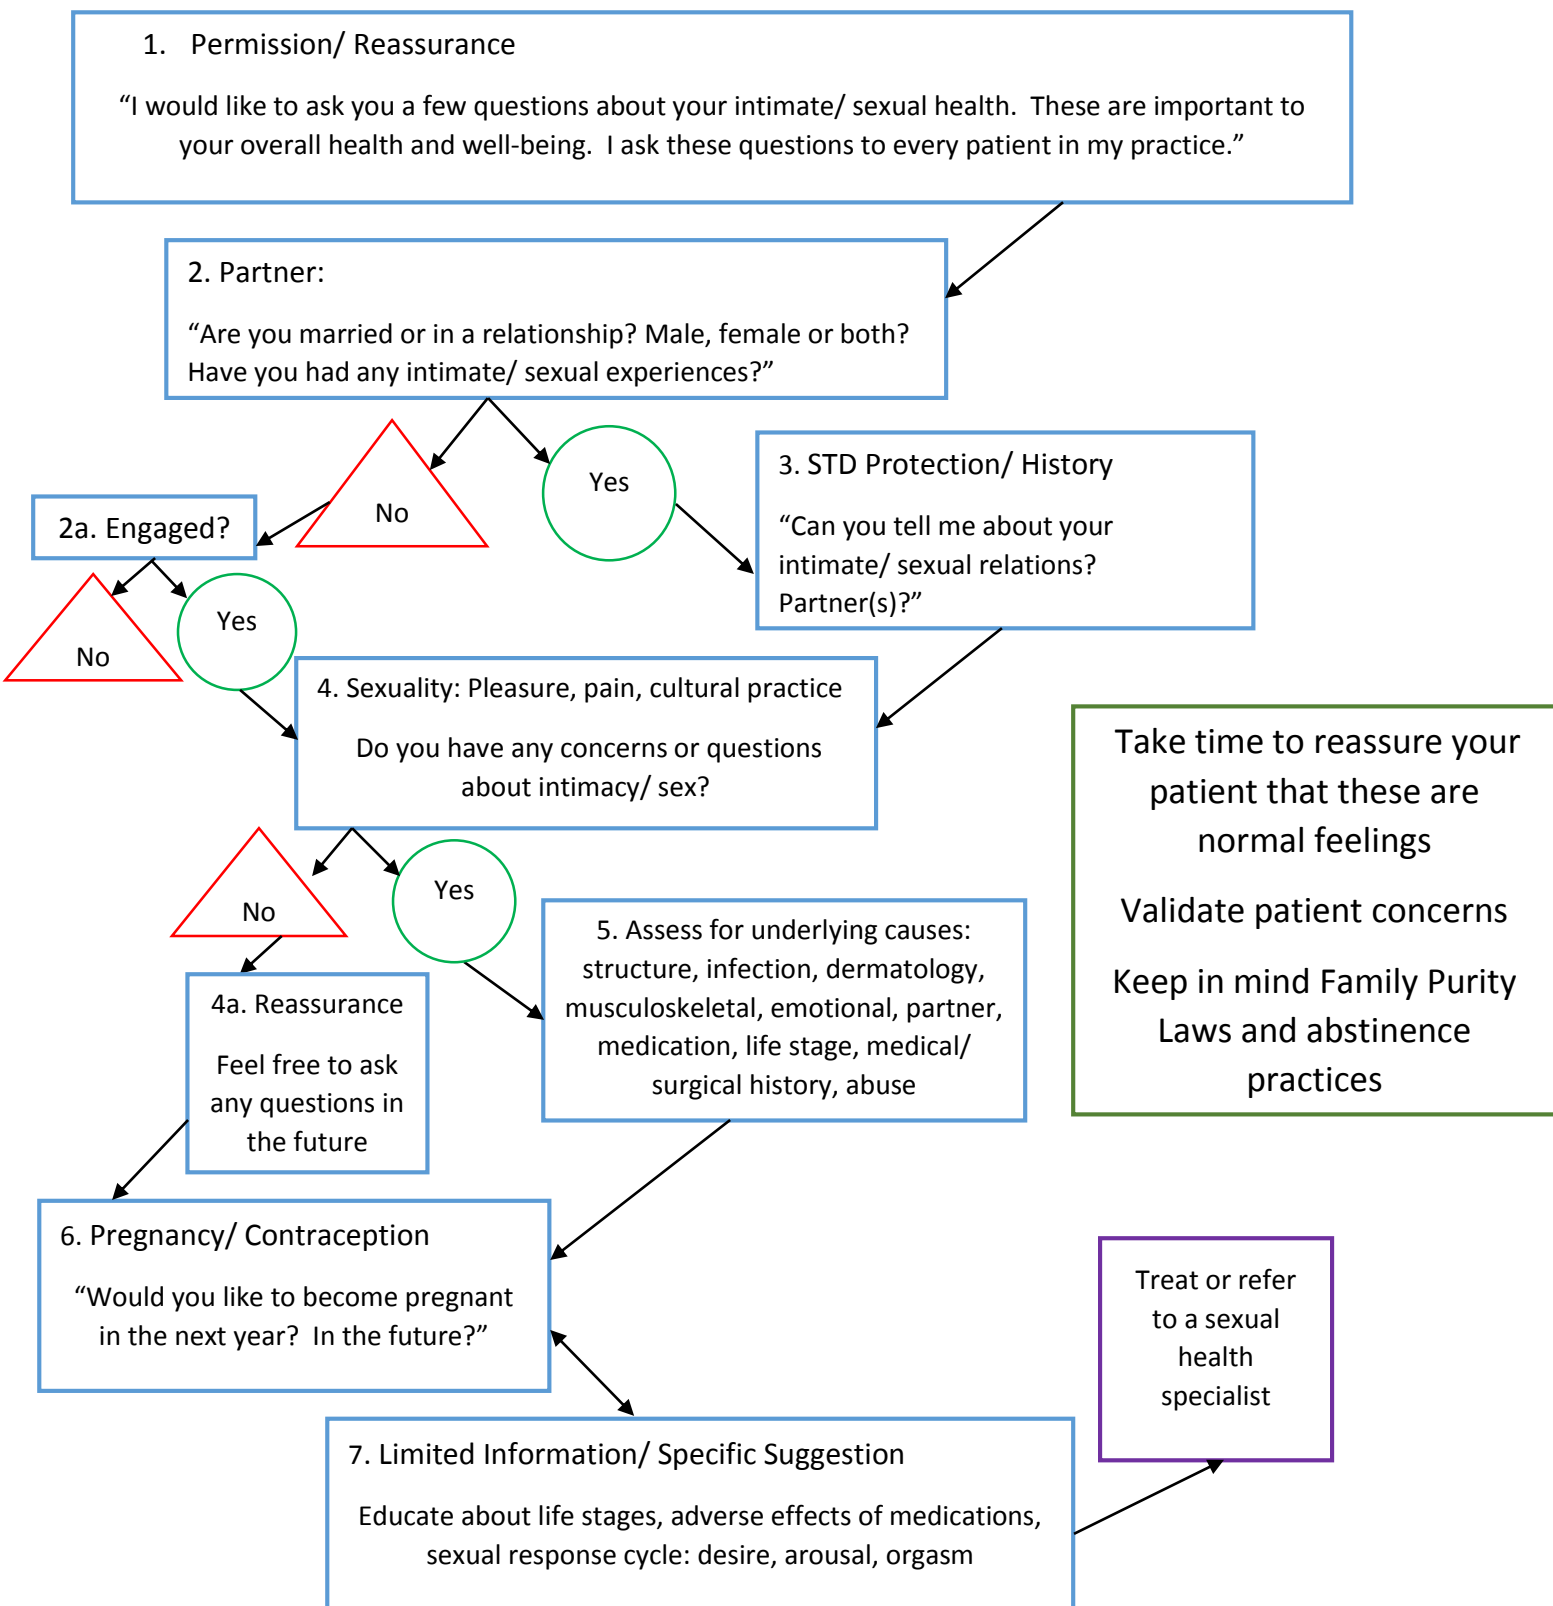 1. Permission/ Reassurance
“I would like to ask you a few questions about your intimate/ sexual health.  These are important to
your overall health and well-being.  I ask these questions to every patient in my practice.”
2. Partner:
“Are you married or in a relationship? Male, female or both?
Have you had any intimate/ sexual experiences?”
No
Yes
3. STD Protection/ History
“Can you tell me about your
intimate/ sexual relations?
Partner(s)?”
2a. Engaged?
No
Yes
4. Sexuality: Pleasure, pain, cultural practice
Do you have any concerns or questions
about intimacy/ sex?
Take time to reassure your
patient that these are
normal feelings
Validate patient concerns
Keep in mind Family Purity
Laws and abstinence
practices
No
Yes
4a. Reassurance
Feel free to ask
any questions in
the future
5. Assess for underlying causes:
structure, infection, dermatology,
musculoskeletal, emotional, partner,
medication, life stage, medical/
surgical history, abuse
6. Pregnancy/ Contraception
“Would you like to become pregnant
in the next year?  In the future?”
Treat or refer
to a sexual
health
specialist
7. Limited Information/ Specific Suggestion
Educate about life stages, adverse effects of medications,
sexual response cycle: desire, arousal, orgasm